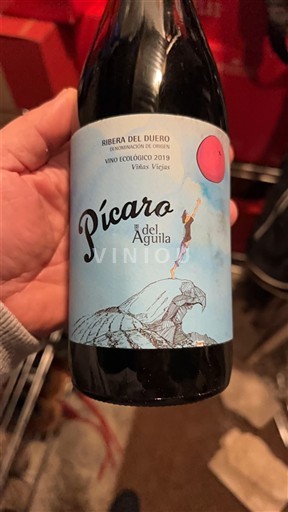 RIBERA DEL DUERO
DENOMINACIÓN DE ORIGEN
VINO ECOLÓGICO 2019
Viñas Viejas
Pícaro
del
Águila
VINIOU